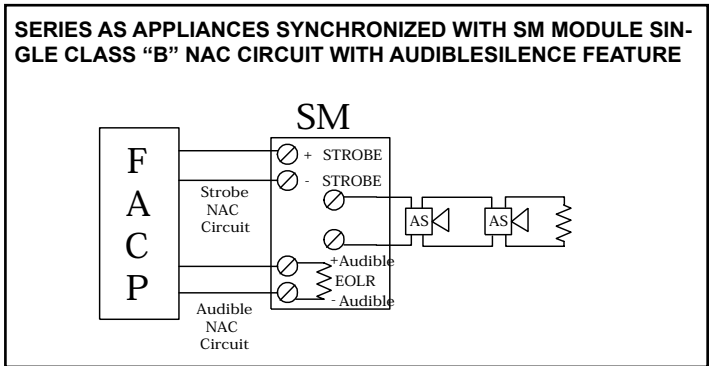 SERIES AS APPLIANCES SYNCHRONIZED WITH SM MODULE SIN-
GLE CLASS “B” NAC CIRCUIT WITH AUDIBLESILENCE FEATURE
SM
F
A
C
P
+ STROBE
- STROBE
Strobe
NAC
Circuit
AS
AS
+Audible
EOLR
- Audible
Audible
NAC
Circuit